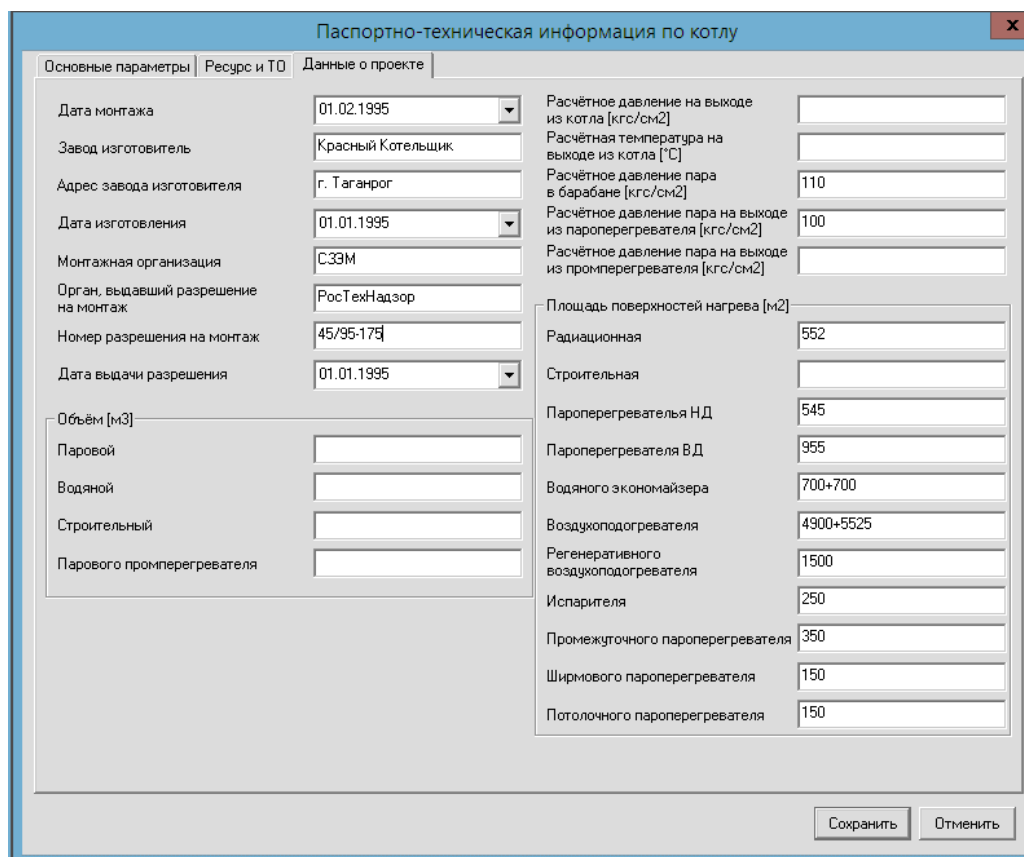 Паспортно-техническая информация по котлу
x
Основные параметры Ресурс и ТО Данные о проекте
Дата монтажа 01.02.1995
Завод изготовитель Красный Котельщик
Адрес завода изготовителя г. Таганрог
Дата изготовления 01.01.1995
Монтажная организация СЗЭМ
Орган, выдавший разрешение
на монтаж РосТехНадзор
Номер разрешения на монтаж 45/95-175
Дата выдачи разрешения 01.01.1995
Объём [м3]
Паровой
Водяной
Строительный
Парового промперегревателя
Расчётное давление на выходе
из котла [кгс/см2]
Расчётная температура на
выходе из котла [°C]
Расчётное давление пара
в барабане [кгс/см2] 110
Расчётное давление пара на выходе
из пароперегревателя [кгс/см2] 100
Расчётное давление пара на выходе
из промперегревателя [кгс/см2]
Площадь поверхностей нагрева [м2]
Радиационная 552
Строительная
Пароперегревателья НД 545
Пароперегревателя ВД 955
Водяного экономайзера 700+700
Воздухоподогревателя 4900+5525
Регенеративного
воздухоподогревателя 1500
Испарителя 250
Промежуточного пароперегревателя 350
Ширмового пароперегревателя 150
Потолочного пароперегревателя 150
Сохранить Отменить